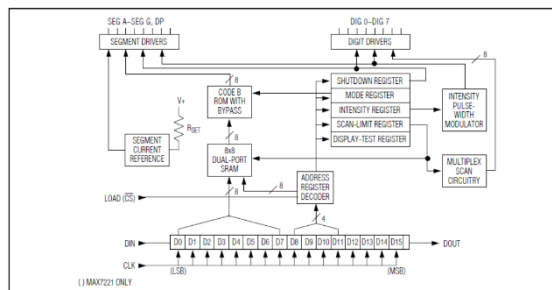 SEG A–SEG G, DP
DIG 0–DIG 7
SEGMENT DRIVERS
DIGIT DRIVERS
8
8
CODE B
ROM WITH
BYPASS
SHUTDOWN REGISTER
MODE REGISTER
INTENSITY REGISTER
SCAN-LIMIT REGISTER
DISPLAY-TEST REGISTER
INTENSITY
PULSE-
WIDTH
MODULATOR
V+
RSET
SEGMENT
CURRENT
REFERENCE
8
8x8
DUAL-PORT
SRAM
MULTIPLEX
SCAN
CIRCUITRY
ADDRESS
REGISTER
DECODER
8
8
LOAD (CS)
4
DIN
D0 D1 D2 D3 D4 D5 D6 D7 D8 D9 D10 D11 D12 D13 D14 D15
DOUT
CLK
(LSB)
(MSB)
( ) MAX7221 ONLY